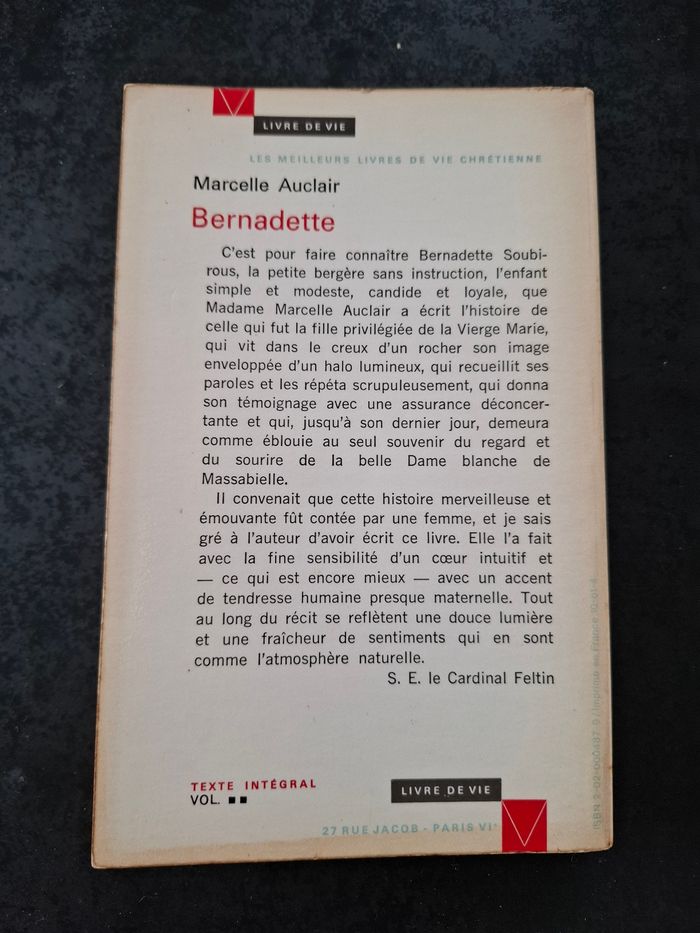 LIVRE DE VIE
LES MEILLEURS LIVRES DE VIE CHRÉTIENNE
Marcelle Auclair
Bernadette
C'est pour faire connaître Bernadette Soubi-
rous, la petite bergère sans instruction, l'enfant
simple et modeste, candide et loyale, que
Madame Marcelle Auclair a écrit l'histoire de
celle qui fut la fille privilégiée de la Vierge Marie,
qui vit dans le creux d'un rocher son image
enveloppée d'un halo lumineux, qui recueillit ses
paroles et les répéta scrupuleusement, qui donna
son témoignage avec une assurance déconcer-
tante et qui, jusqu'à son dernier jour, demeura
comme éblouie au seul souvenir du regard et
du sourire de la belle Dame blanche de
Massabielle.
Il convenait que cette histoire merveilleuse et
émouvante fût contée par une femme, et je sais
gré à l'auteur d'avoir écrit ce livre. Elle l'a fait
avec la fine sensibilité d'un cœur intuitif et
— ce qui est encore mieux — avec un accent
de tendresse humaine presque maternelle. Tout
au long du récit se reflètent une douce lumière
et une fraîcheur de sentiments qui en sont
comme l'atmosphère naturelle.
S. E. le Cardinal Feltin
TEXTE INTÉGRAL
VOL. ■ ■
LIVRE DE VIE
27 RUE JACOB - PARIS VIe
ISBN 2-02-000487-9 / Imprimé en France